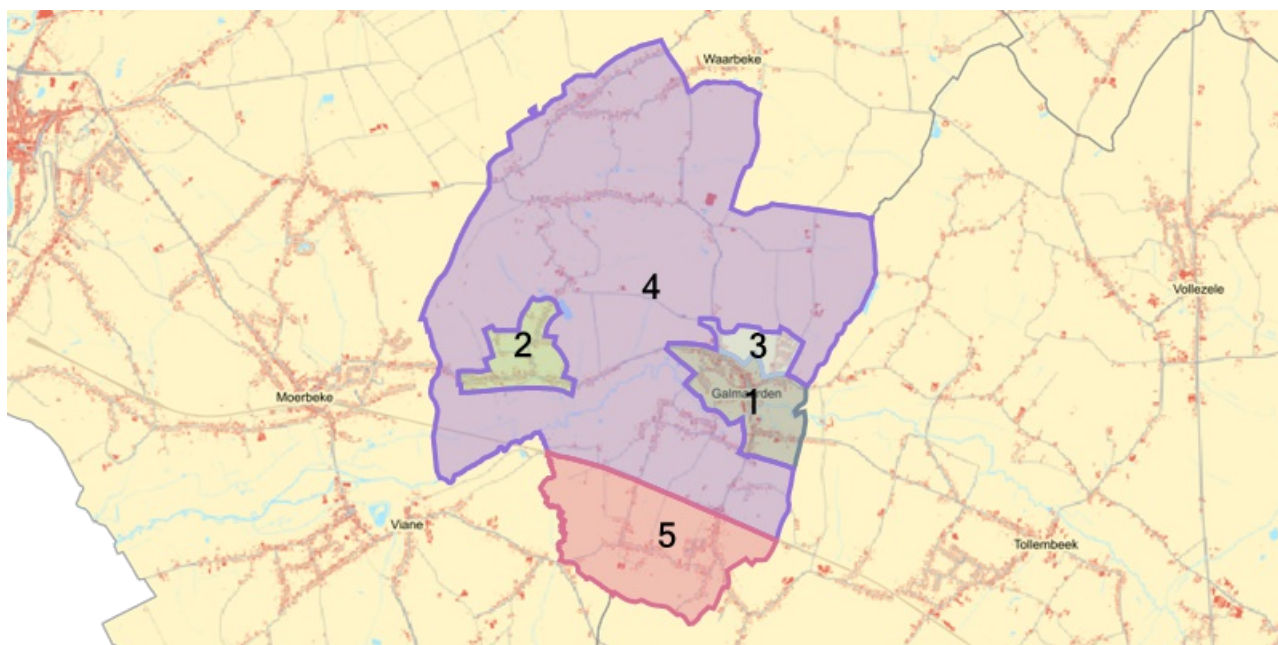 Waarbeke
4
Vollezele
2
3
Moerbeke
Galmaarden
1
Viane
5
Tollembeek